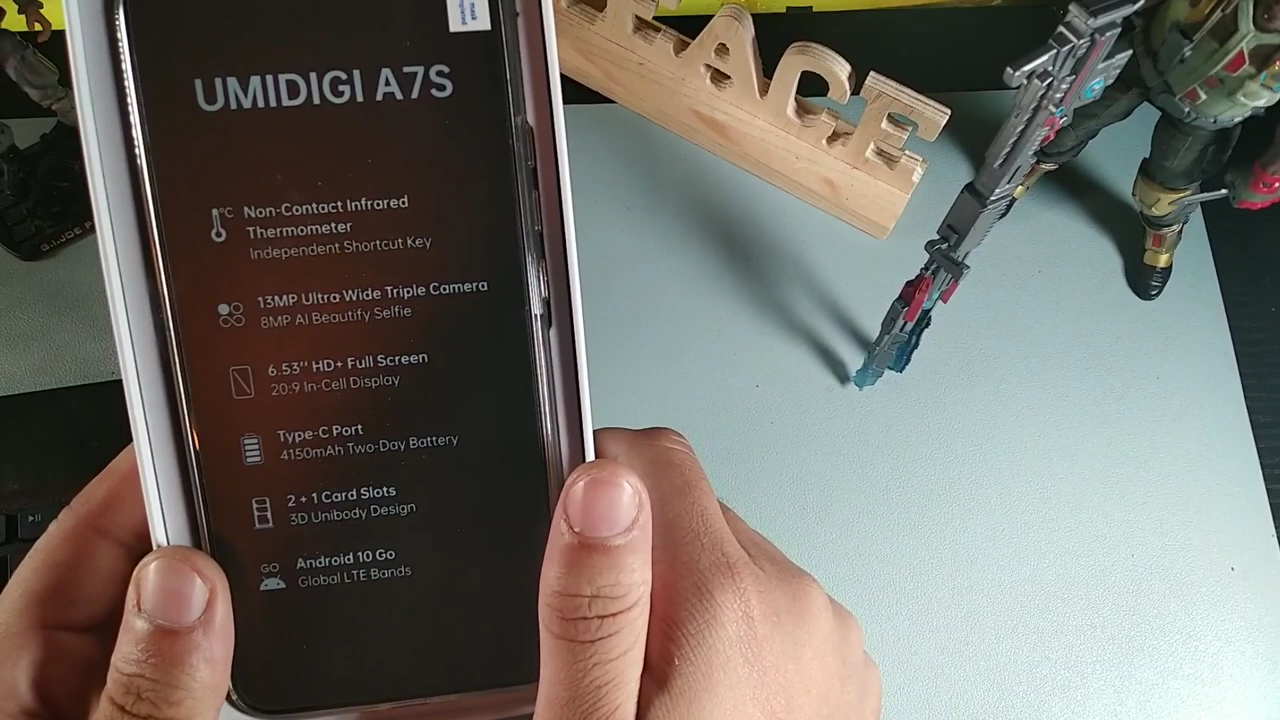 UMIDIGI A7S
°C
Non-Contact Infrared
Thermometer
Independent Shortcut Key
13MP Ultra Wide Triple Camera
8MP AI Beautify Selfie
6.53'' HD+ Full Screen
20:9 In-Cell Display
Type-C Port
4150mAh Two-Day Battery
2 + 1 Card Slots
3D Unibody Design
GO
Android 10 Go
Global LTE Bands
G.I.JOE